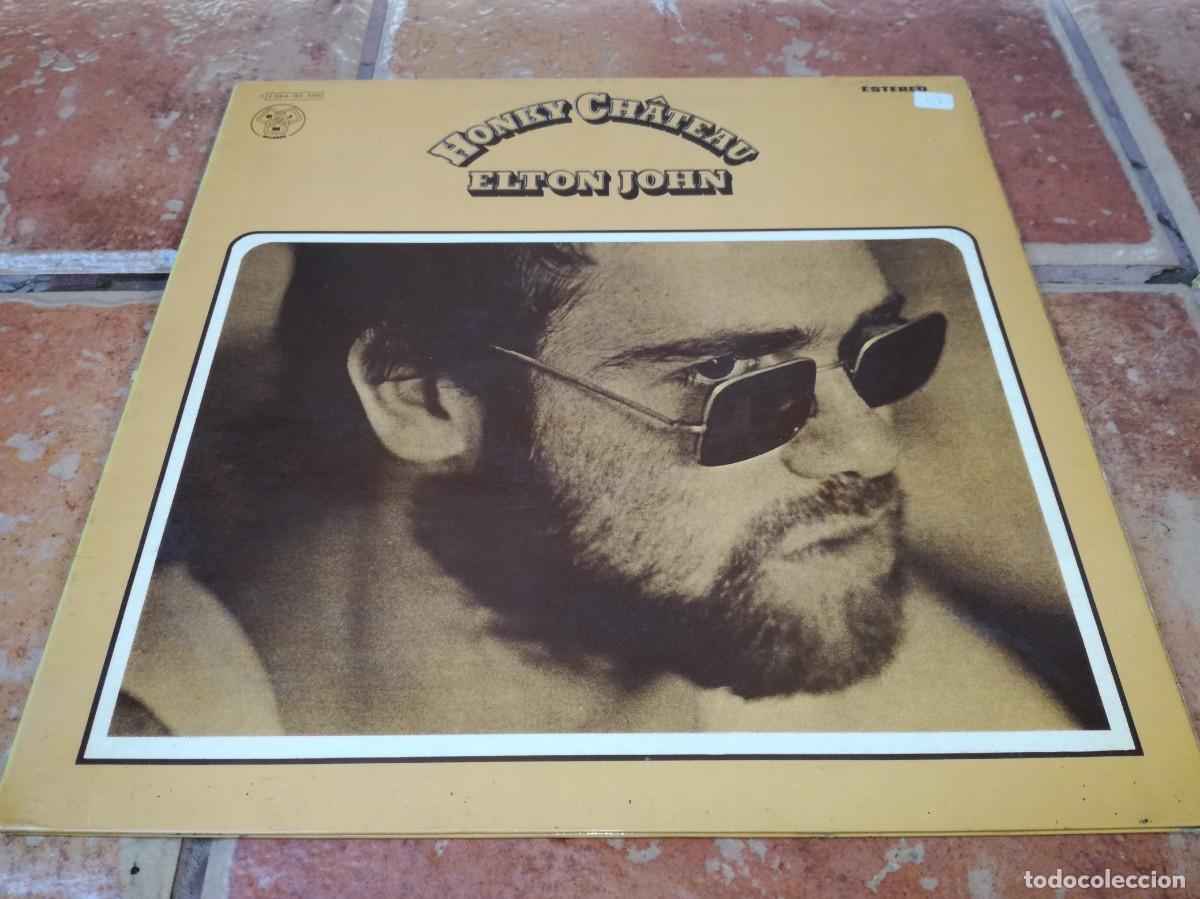 ESTEREO
HONKY CHÂTEAU
ELTON JOHN
todocoleccion